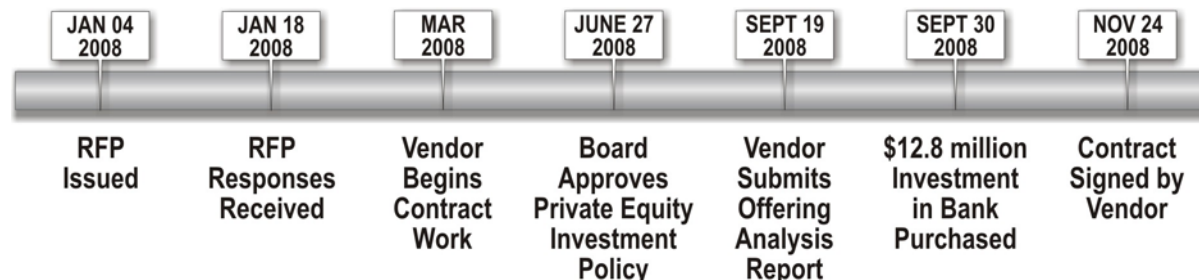 JAN 04
2008
JAN 18
2008
MAR
2008
JUNE 27
2008
SEPT 19
2008
SEPT 30
2008
NOV 24
2008
RFP
Issued
RFP
Responses
Received
Vendor
Begins
Contract
Work
Board
Approves
Private Equity
Investment
Policy
Vendor
Submits
Offering
Analysis
Report
$12.8 million
Investment
in Bank
Purchased
Contract
Signed by
Vendor